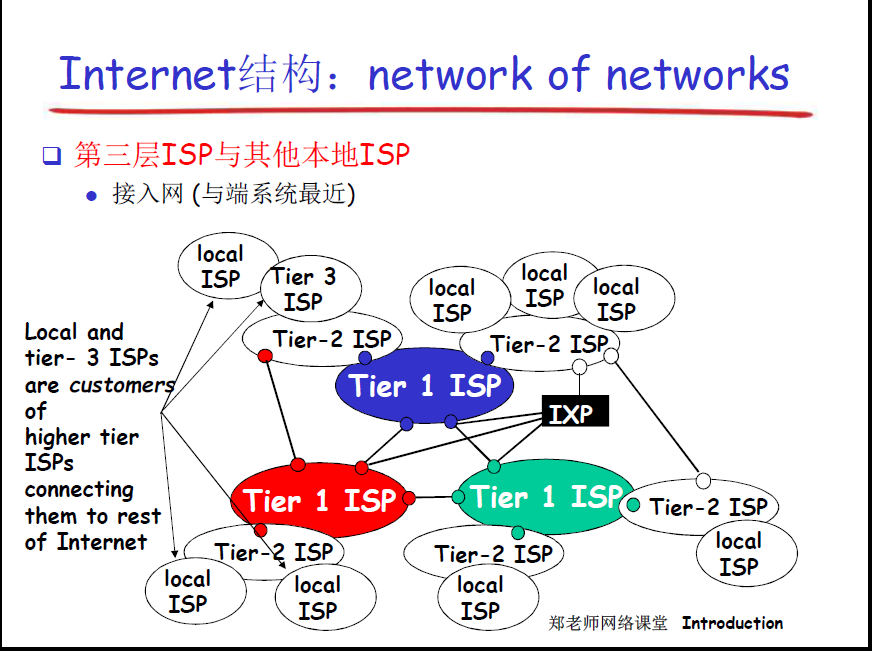 Internet结构：network of networks
第三层ISP与其他本地ISP
接入网 (与端系统最近)
local
ISP
Tier 3
ISP
local
ISP
local
ISP
local
ISP
Local and
tier- 3 ISPs
are customers
of
higher tier
ISPs
connecting
them to rest
of Internet
Tier-2 ISP
Tier-2 ISP
Tier 1 ISP
IXP
Tier 1 ISP
Tier 1 ISP
Tier-2 ISP
Tier-2 ISP
Tier-2 ISP
local
ISP
local
ISP
local
ISP
local
ISP
郑老师网络课堂 Introduction